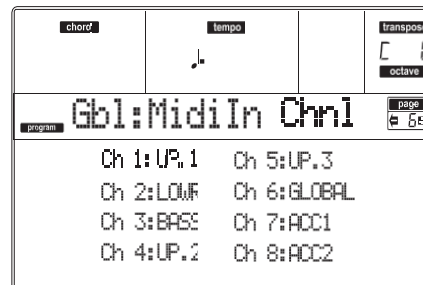 chord tempo transpose
C
octave
program Gbl:MidiIn Chnl page
Ch 1:UP.1 Ch 5:UP.3
Ch 2:LOWR Ch 6:GLOBAL
Ch 3:BASS Ch 7:ACC1
Ch 4:UP.2 Ch 8:ACC2